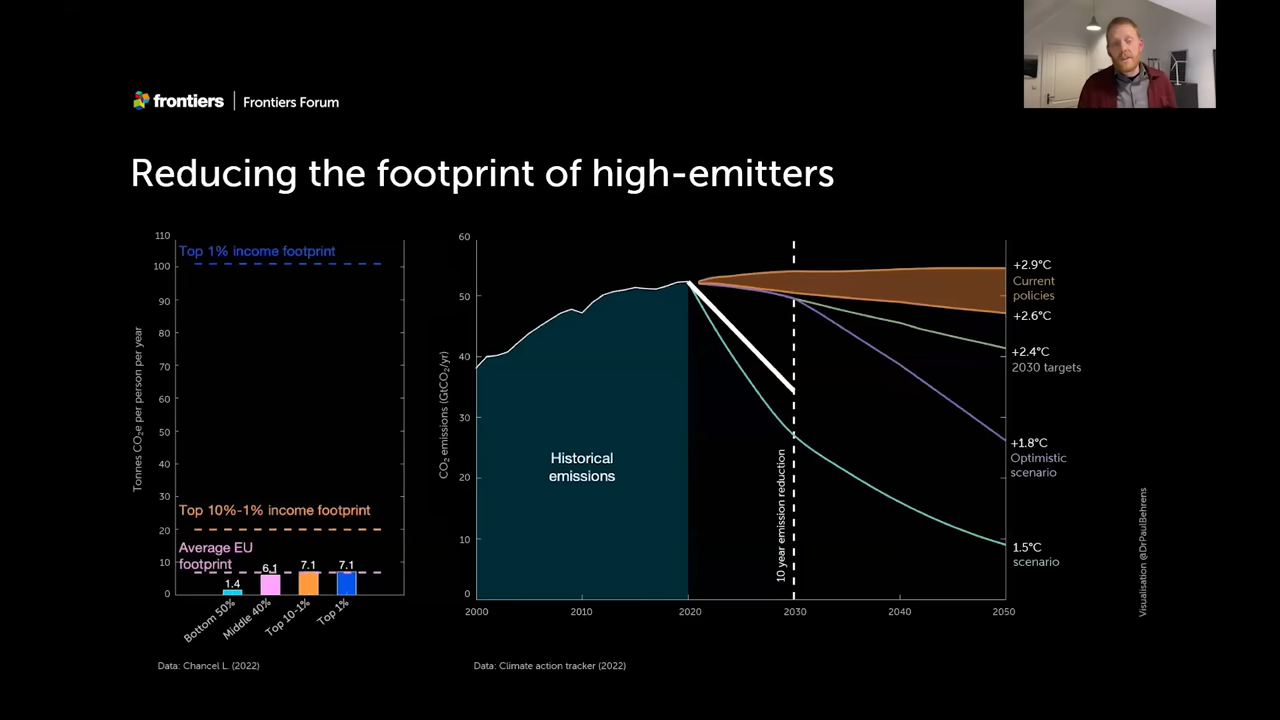 frontiers | Frontiers Forum
Reducing the footprint of high-emitters
Tonnes CO₂e per person per year
110
100
90
80
70
60
50
40
30
20
10
0
Top 1% income footprint
Top 10%-1% income footprint
Average EU
footprint
1.4
6.1
7.1
7.1
Bottom 50%
Middle 40%
Top 10-1%
Top 1%
Data: Chancel L. (2022)
CO₂ emissions (GtCO₂/yr)
60
50
40
30
20
10
0
Historical
emissions
10 year emission reduction
2000
2010
2020
2030
2040
2050
+2.9°C
Current
policies
+2.6°C
+2.4°C
2030 targets
+1.8°C
Optimistic
scenario
1.5°C
scenario
Data: Climate action tracker (2022)
Visualisation @DrPaulBehrens